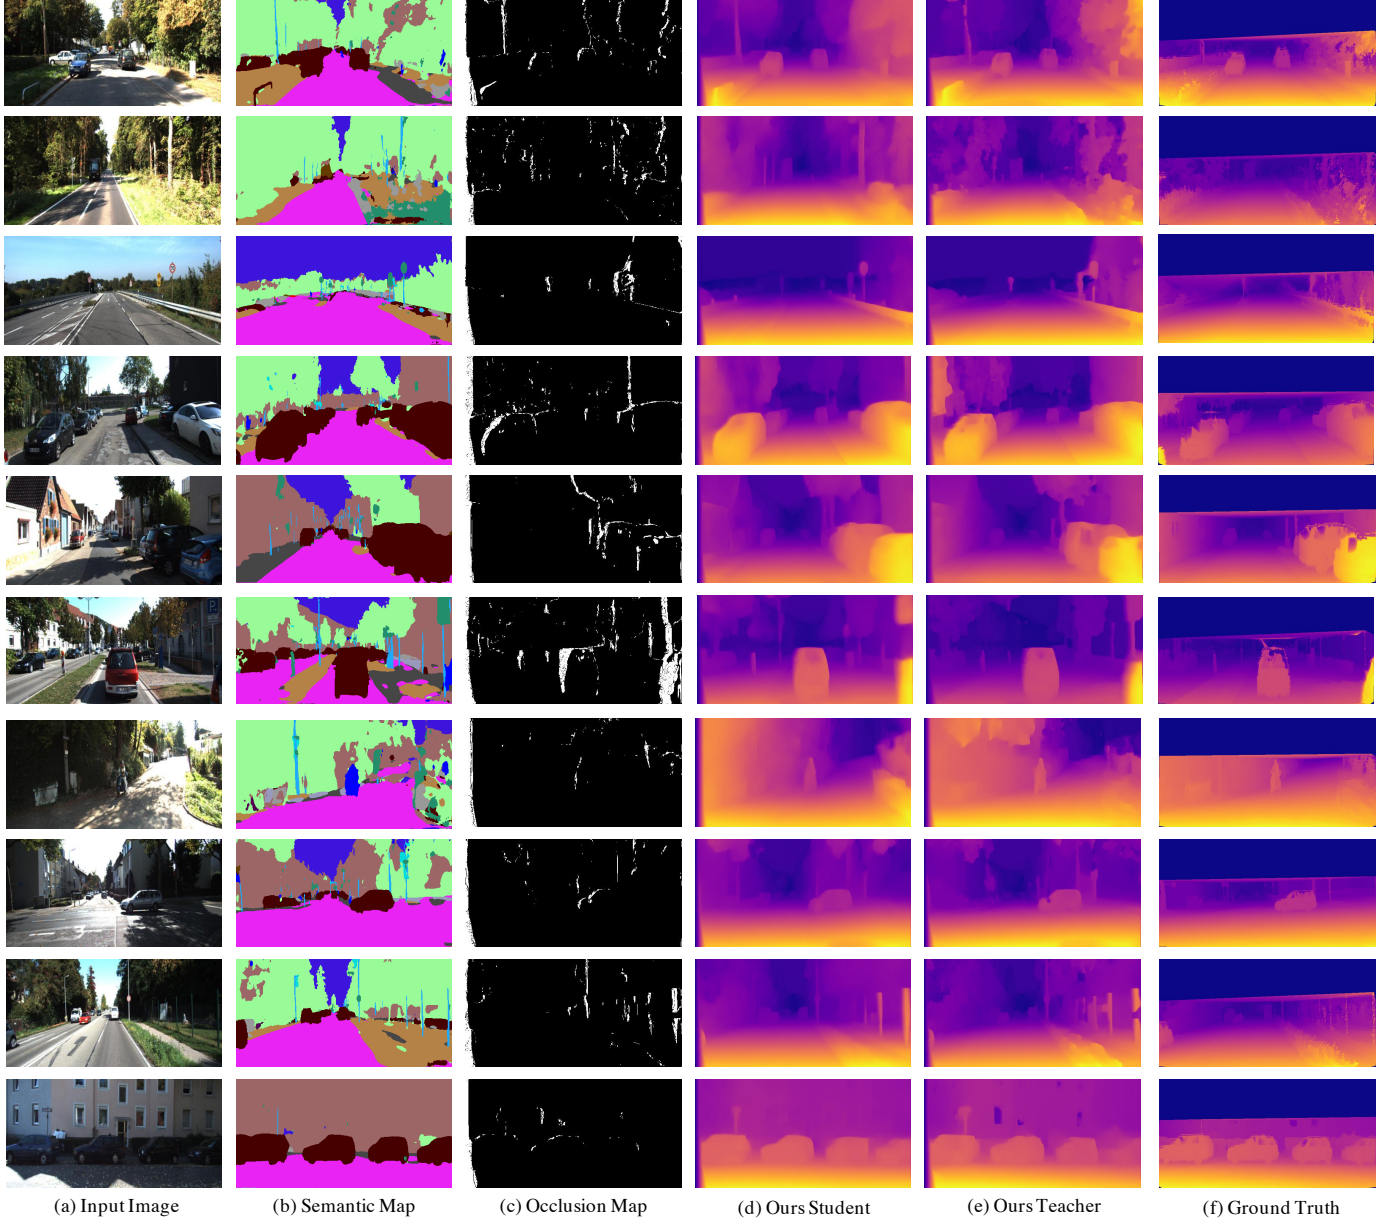 (a) Input Image
(b) Semantic Map
(c) Occlusion Map
(d) Ours Student
(e) Ours Teacher
(f) Ground Truth